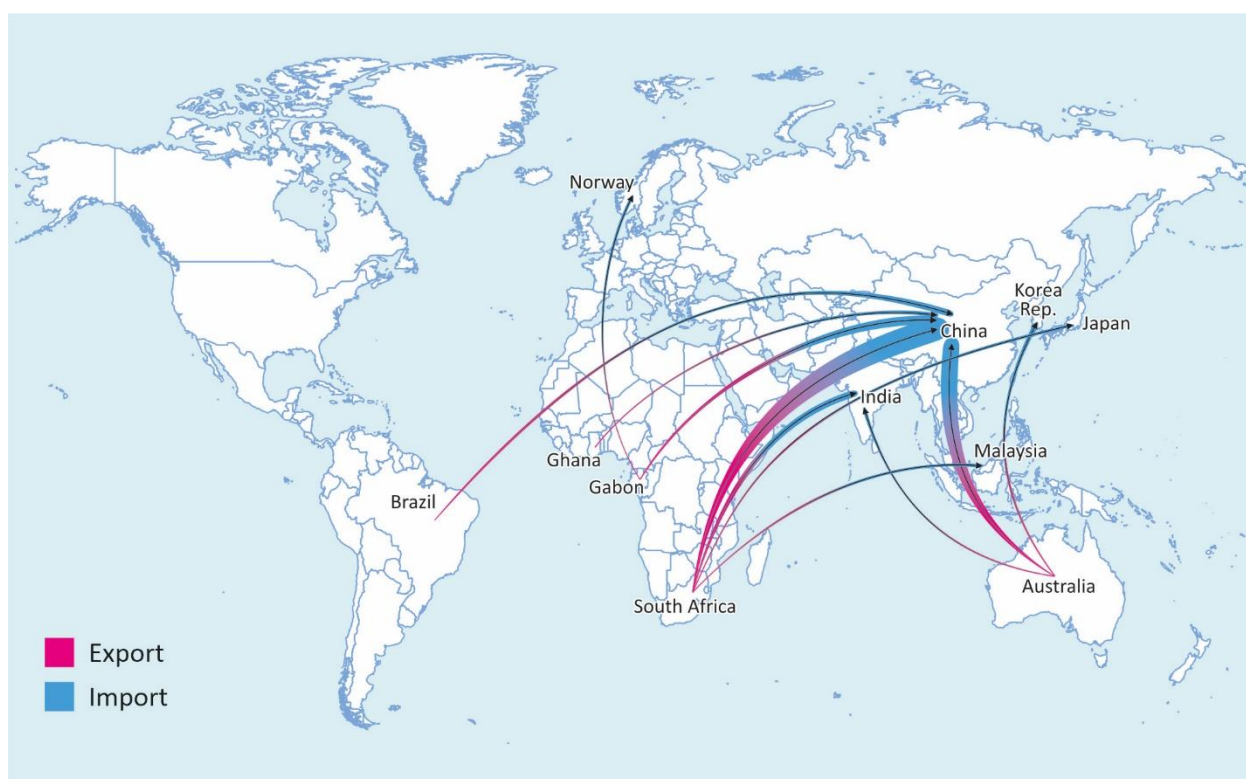 Norway
Korea
Rep.
Japan
China
India
Ghana
Malaysia
Gabon
Brazil
Australia
South Africa
Export
Import